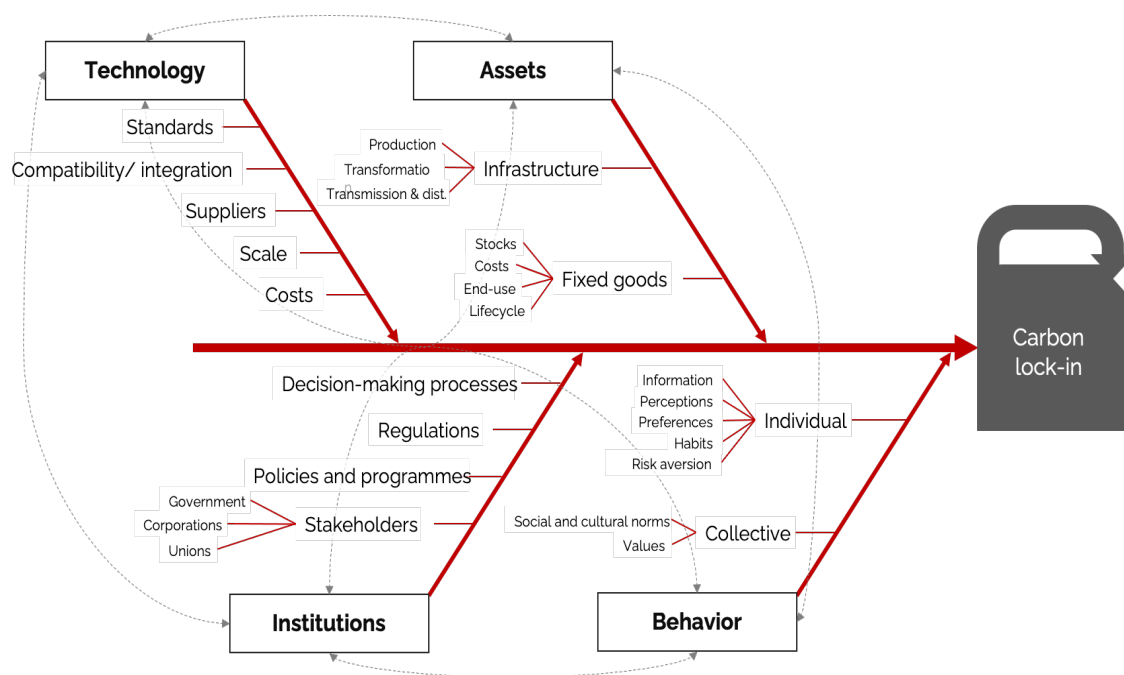 Technology
Assets
Standards
Compatibility/ integration
Suppliers
Scale
Costs
Production
Transformatio
n
Transmission & dist.
Infrastructure
Stocks
Costs
End-use
Lifecycle
Fixed goods
Carbon
lock-in
Decision-making processes
Regulations
Policies and programmes
Government
Corporations
Unions
Stakeholders
Information
Perceptions
Preferences
Habits
Risk aversion
Individual
Social and cultural norms
Values
Collective
Institutions
Behavior